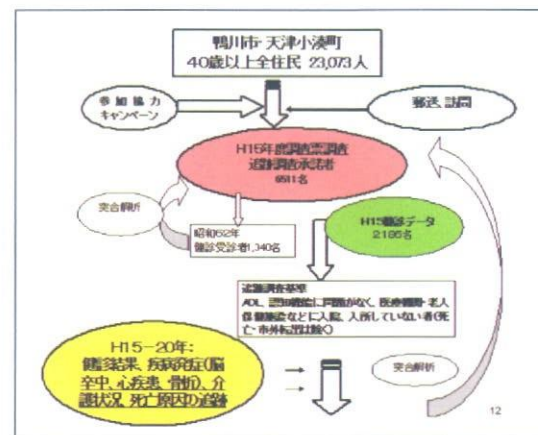 鴨川市・天津小湊町
40歳以上全住民 23,073人
参加協力
キャンペーン
郵送、訪問
H15年度調査票調査
追跡調査承諾者
6511名
突合解析
昭和62年
健診受診者1,340名
H15健診データ
2186名
追跡調査基準
ADL、認知機能に問題がなく、医療機関・老人
保健施設などに入院、入所していない者(死
亡・市外転出は除く)
H15-20年:
健診結果、疾病発症(脳
卒中、心疾患、骨折)、介
護状況、死亡原因の追跡
突合解析
12